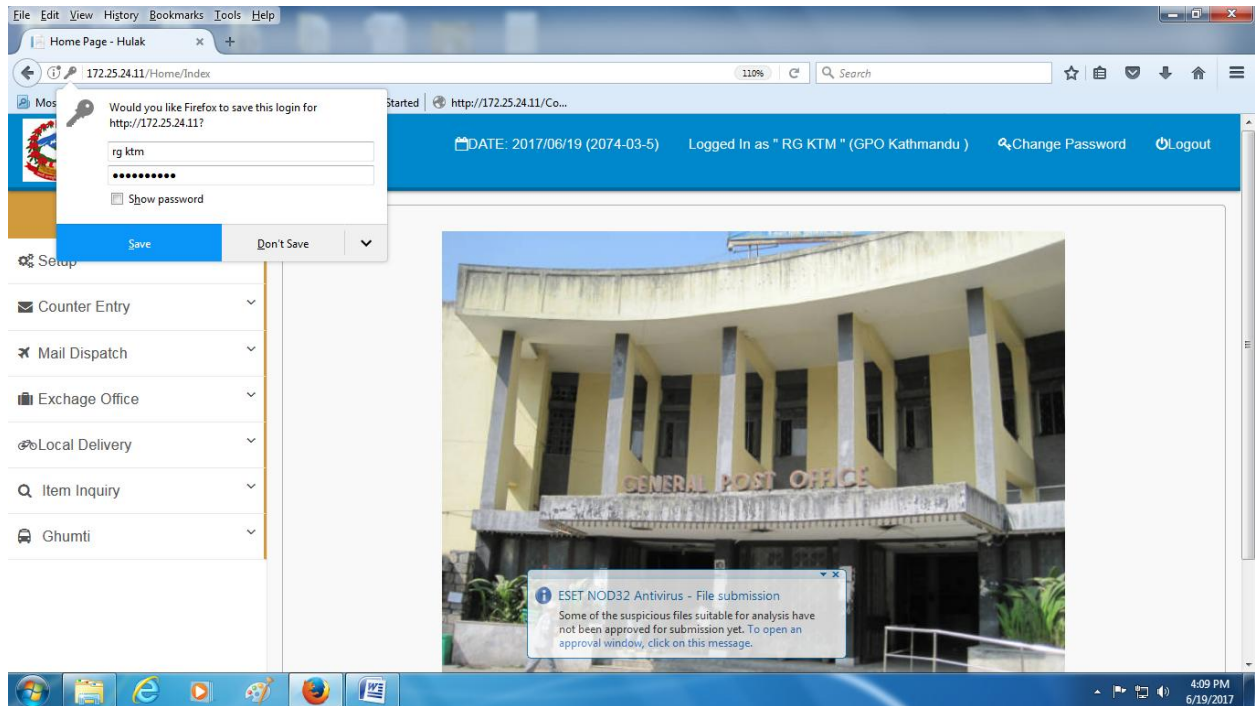 File Edit View History Bookmarks Tools Help
Home Page - Hulak
172.25.24.11/Home/Index
110%
Search
Mos
Started
http://172.25.24.11/Co...
Would you like Firefox to save this login for
http://172.25.24.11?
rg ktm
••••••••••
Show password
Save
Don't Save
DATE: 2017/06/19 (2074-03-5)
Logged In as " RG KTM " (GPO Kathmandu )
Change Password
Logout
Setup
Counter Entry
Mail Dispatch
Exchage Office
Local Delivery
Item Inquiry
Ghumti
GENERAL POST OFFICE
ESET NOD32 Antivirus - File submission
Some of the suspicious files suitable for analysis have
not been approved for submission yet. To open an
approval window, click on this message.
4:09 PM
6/19/2017